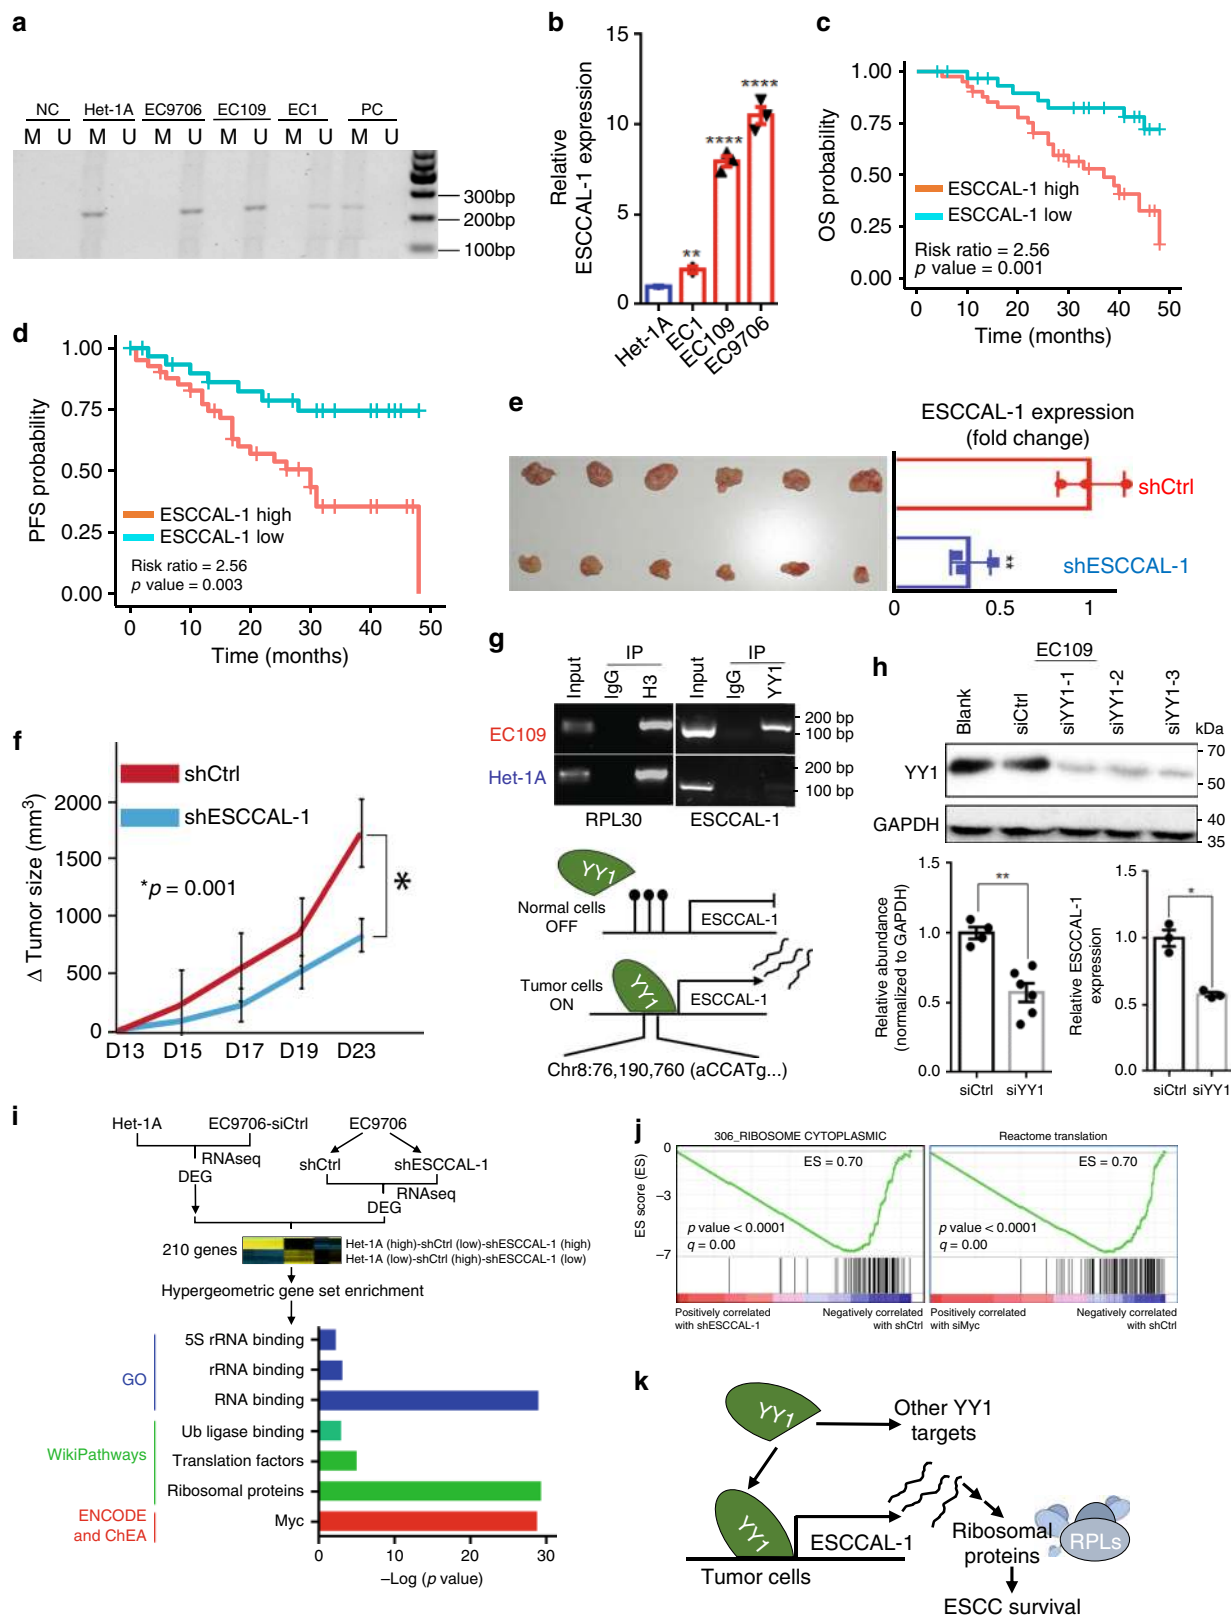 a
NC Het-1A EC9706 EC109 EC1 PC
M U M U M U M U M U M U
300bp
200bp
100bp
b
Relative
ESCCAL-1 expression
15
10
5
0
**
****
****
Het-1A
EC1
EC109
EC9706
c
OS probability
1.00
0.75
0.50
0.25
0.00
ESCCAL-1 high
ESCCAL-1 low
Risk ratio = 2.56
p value = 0.001
0 10 20 30 40 50
Time (months)
d
PFS probability
1.00
0.75
0.50
0.25
0.00
ESCCAL-1 high
ESCCAL-1 low
Risk ratio = 2.56
p value = 0.003
0 10 20 30 40 50
Time (months)
e
ESCCAL-1 expression
(fold change)
shCtrl
shESCCAL-1
**
0 0.5 1
f
Δ Tumor size (mm³)
2000
1500
1000
500
0
shCtrl
shESCCAL-1
*p = 0.001
*
D13 D15 D17 D19 D23
g
IP IP
Input IgG H3 Input IgG YY1
EC109
Het-1A
200 bp
100 bp
200 bp
100 bp
RPL30 ESCCAL-1
YY1
Normal cells
OFF
ESCCAL-1
Tumor cells
ON
YY1
ESCCAL-1
Chr8:76,190,760 (aCCATg...)
h
EC109
Blank siCtrl siYY1-1 siYY1-2 siYY1-3
kDa
YY1
70
50
GAPDH
40
35
Relative abundance
(normalized to GAPDH)
1.5
1.0
0.5
0.0
**
siCtrl siYY1
Relative ESCCAL-1
expression
1.5
1.0
0.5
0.0
*
siCtrl siYY1
i
Het-1A EC9706-siCtrl EC9706
RNAseq
DEG
shCtrl shESCCAL-1
RNAseq
DEG
210 genes
Het-1A (high)-shCtrl (low)-shESCCAL-1 (high)
Het-1A (low)-shCtrl (high)-shESCCAL-1 (low)
Hypergeometric gene set enrichment
GO
5S rRNA binding
rRNA binding
RNA binding
WikiPathways
Ub ligase binding
Translation factors
Ribosomal proteins
ENCODE
and ChEA
Myc
0 10 20 30
–Log (p value)
j
306_RIBOSOME CYTOPLASMIC
Reactome translation
ES score (ES)
0
–3
–7
ES = 0.70
p value < 0.0001
q = 0.00
ES = 0.70
p value < 0.0001
q = 0.00
Positively correlated
with shESCCAL-1
Negatively correlated
with shCtrl
Positively correlated
with siMyc
Negatively correlated
with shCtrl
k
YY1
Other YY1
targets
YY1
ESCCAL-1
Tumor cells
Ribosomal
proteins
RPLs
ESCC survival